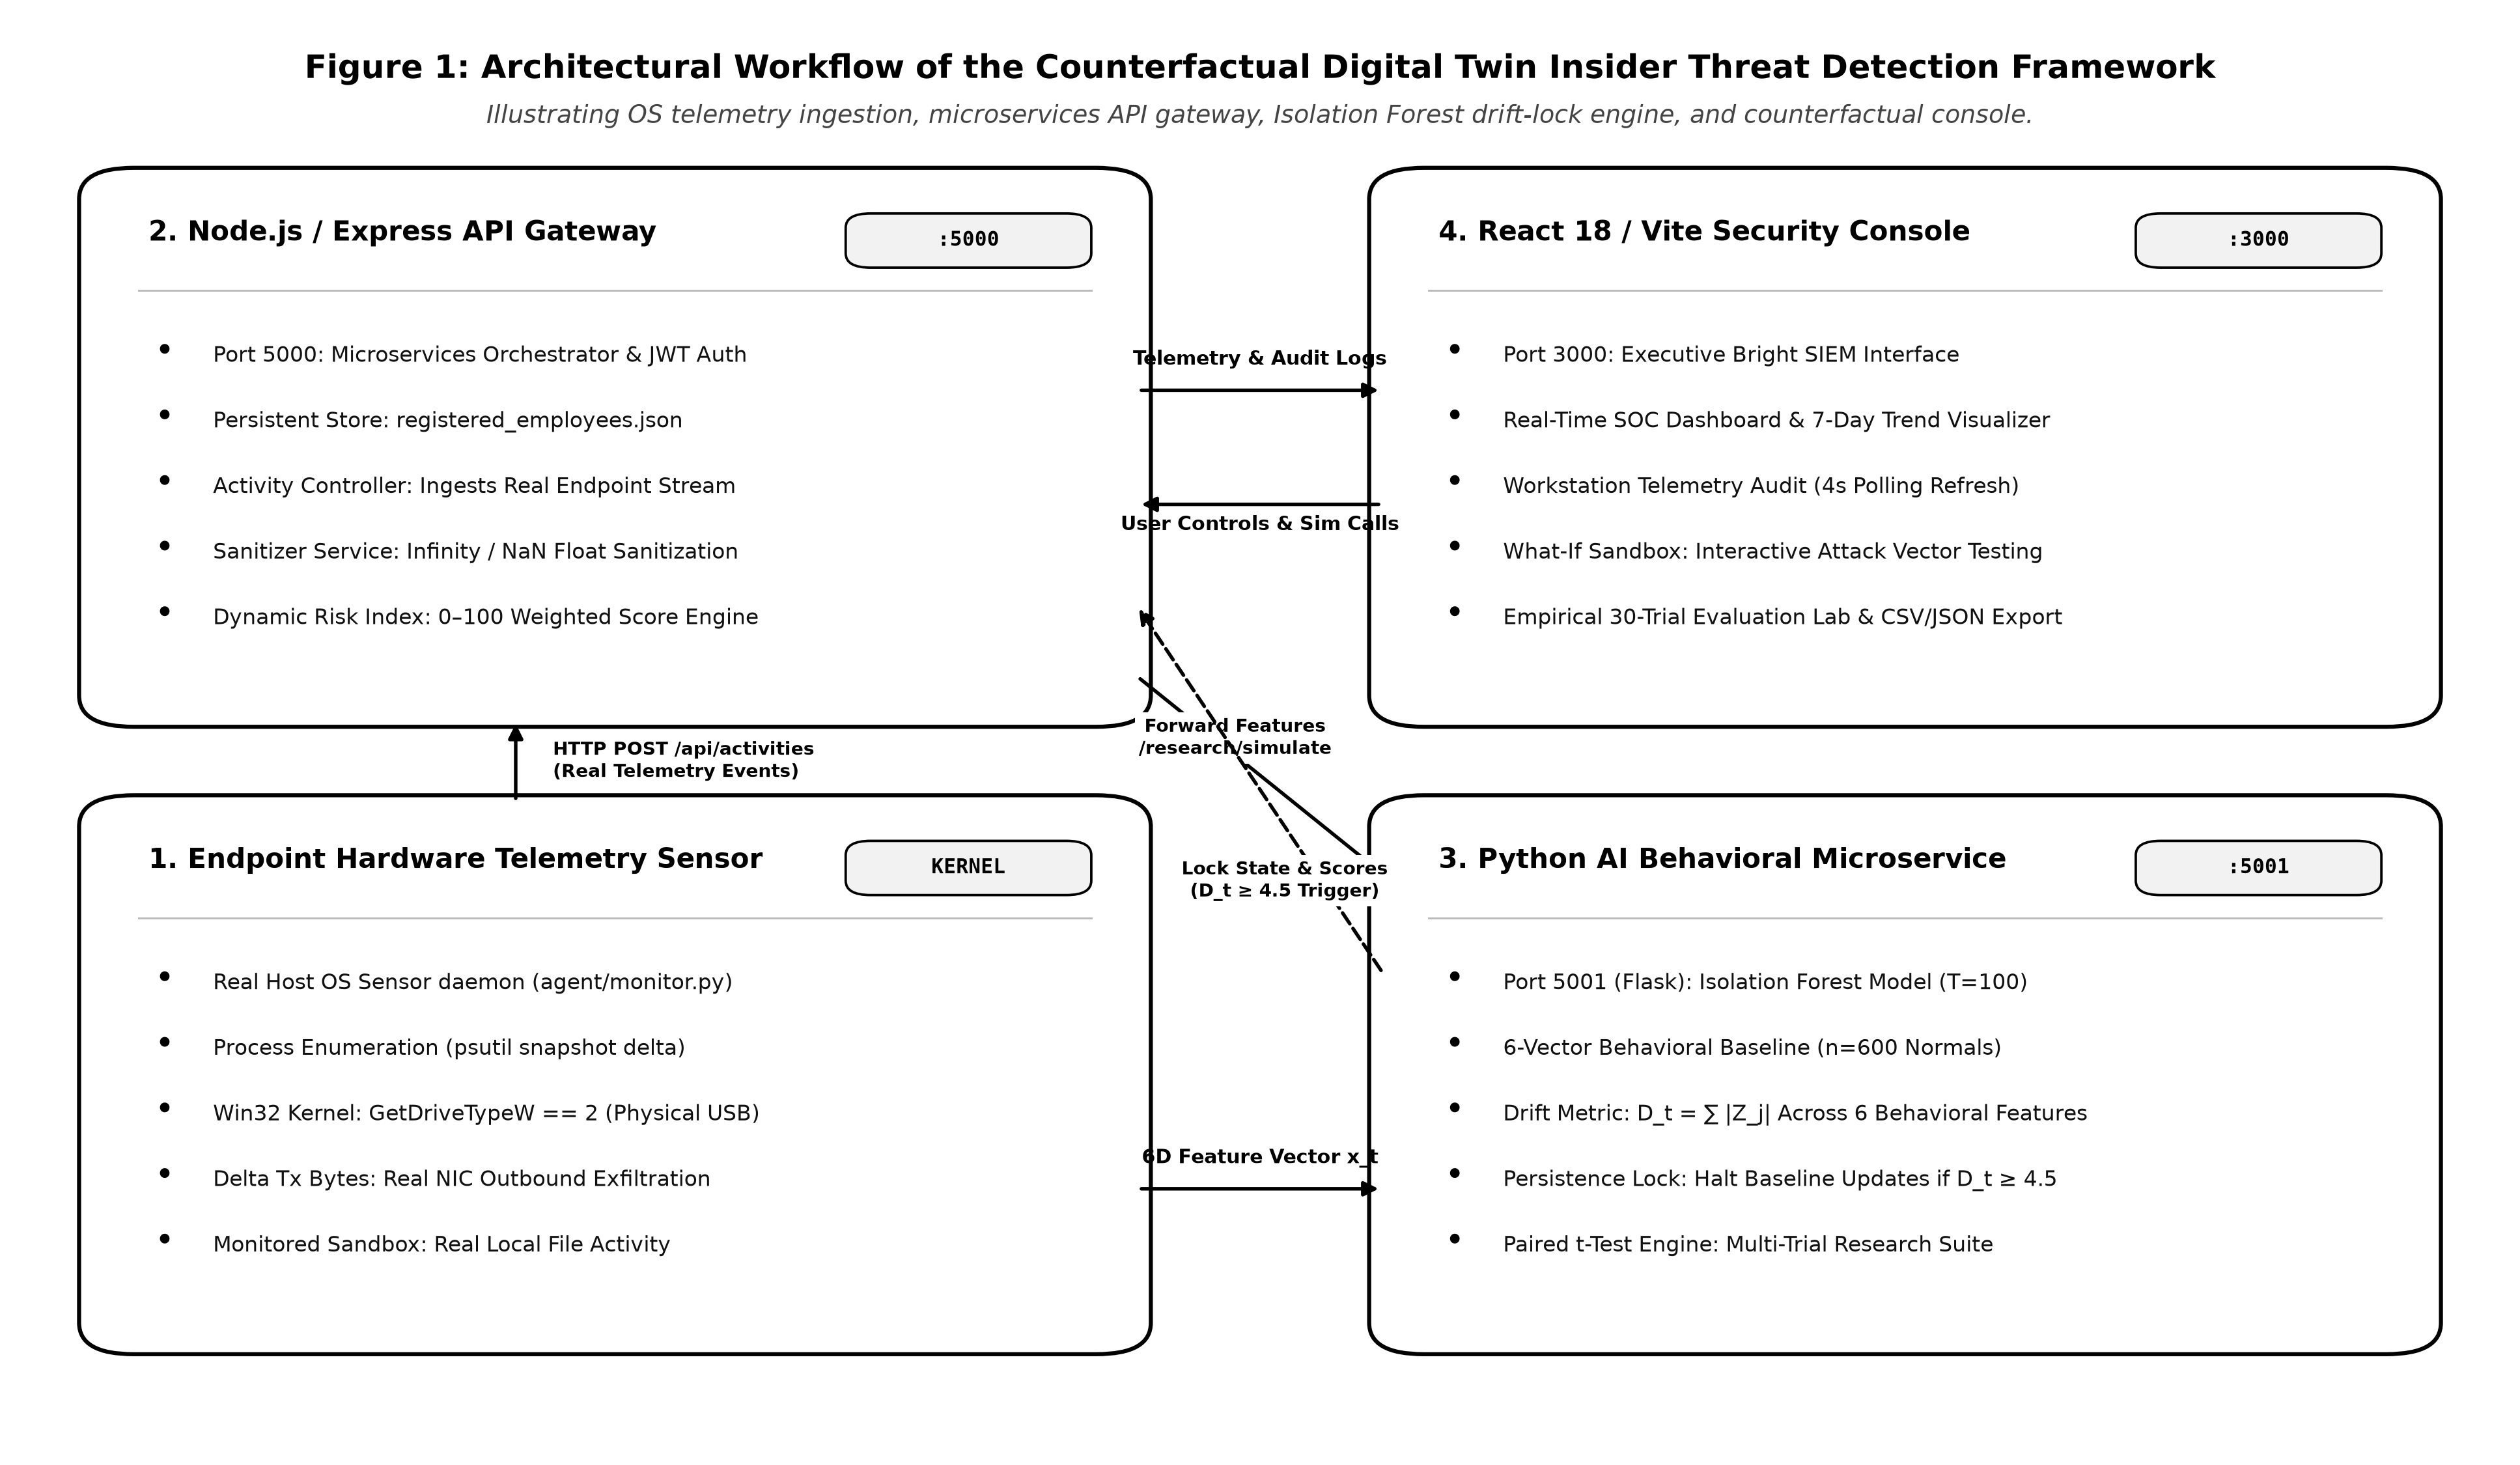 Figure 1: Architectural Workflow of the Counterfactual Digital Twin Insider Threat Detection Framework
Illustrating OS telemetry ingestion, microservices API gateway, Isolation Forest drift-lock engine, and counterfactual console.
2. Node.js / Express API Gateway
:5000
• Port 5000: Microservices Orchestrator & JWT Auth
• Persistent Store: registered_employees.json
• Activity Controller: Ingests Real Endpoint Stream
• Sanitizer Service: Infinity / NaN Float Sanitization
• Dynamic Risk Index: 0–100 Weighted Score Engine
Telemetry & Audit Logs
User Controls & Sim Calls
4. React 18 / Vite Security Console
:3000
• Port 3000: Executive Bright SIEM Interface
• Real-Time SOC Dashboard & 7-Day Trend Visualizer
• Workstation Telemetry Audit (4s Polling Refresh)
• What-If Sandbox: Interactive Attack Vector Testing
• Empirical 30-Trial Evaluation Lab & CSV/JSON Export
HTTP POST /api/activities
(Real Telemetry Events)
Forward Features
/research/simulate
Lock State & Scores
(D_t ≥ 4.5 Trigger)
1. Endpoint Hardware Telemetry Sensor
KERNEL
• Real Host OS Sensor daemon (agent/monitor.py)
• Process Enumeration (psutil snapshot delta)
• Win32 Kernel: GetDriveTypeW == 2 (Physical USB)
• Delta Tx Bytes: Real NIC Outbound Exfiltration
• Monitored Sandbox: Real Local File Activity
6D Feature Vector x_t
3. Python AI Behavioral Microservice
:5001
• Port 5001 (Flask): Isolation Forest Model (T=100)
• 6-Vector Behavioral Baseline (n=600 Normals)
• Drift Metric: D_t = ∑ |Z_j| Across 6 Behavioral Features
• Persistence Lock: Halt Baseline Updates if D_t ≥ 4.5
• Paired t-Test Engine: Multi-Trial Research Suite